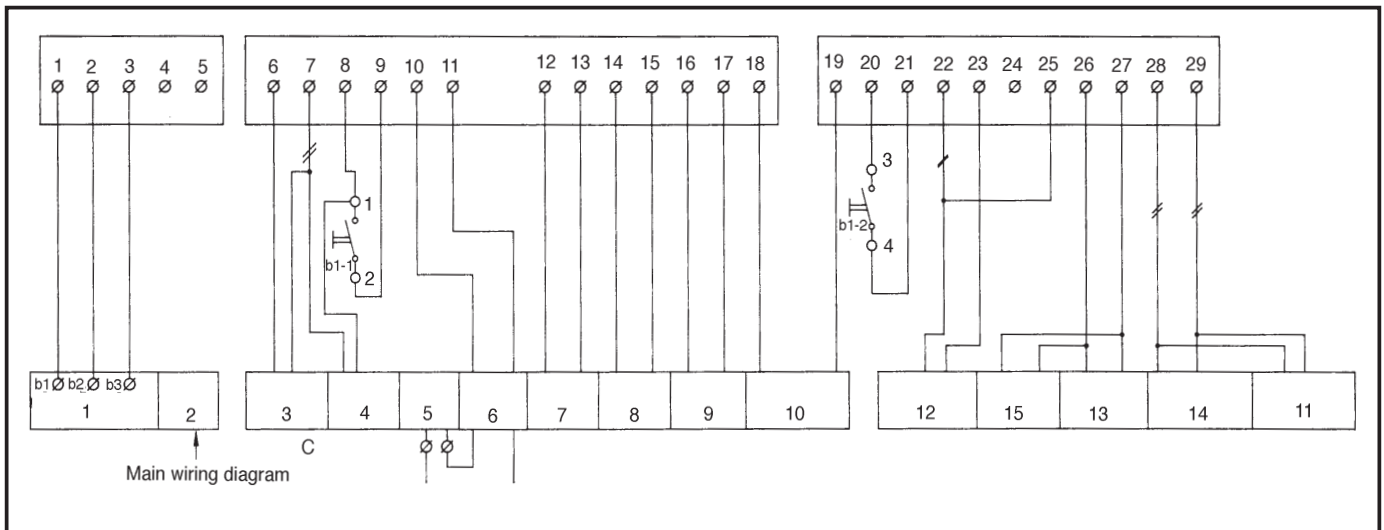 1 2 3 4 5 6 7 8 9 10 11 12 13 14 15 16 17 18 19 20 21 22 23 24 25 26 27 28 29
1 3
b1-1 b1-2
2 4
b1 b2 b3
1 2 3 4 5 6 7 8 9 10 12 15 13 14 11
C
Main wiring diagram